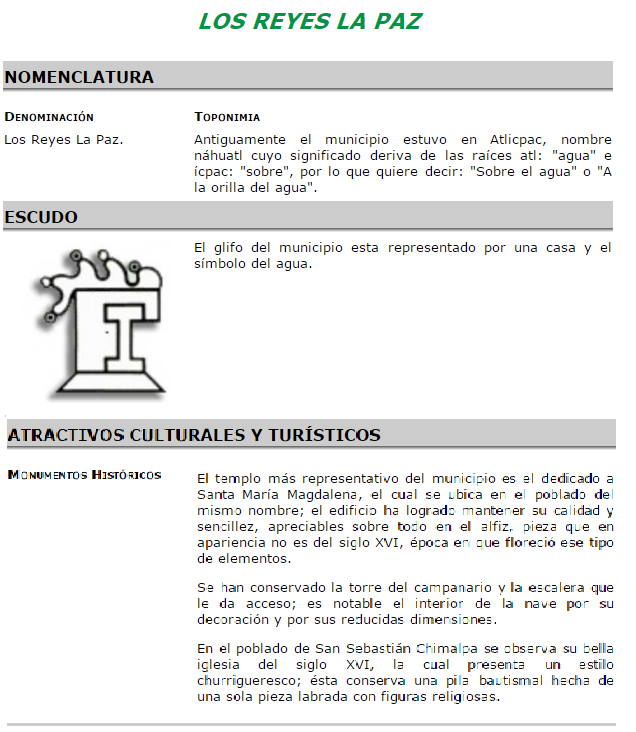 LOS REYES LA PAZ
NOMENCLATURA
DENOMINACIÓN
TOPONIMIA
Los Reyes La Paz.
Antiguamente el municipio estuvo en Atlicpac, nombre
náhuatl cuyo significado deriva de las raíces atl: "agua" e
ícpac: "sobre", por lo que quiere decir: "Sobre el agua" o "A
la orilla del agua".
ESCUDO
El glifo del municipio esta representado por una casa y el
símbolo del agua.
ATRACTIVOS CULTURALES Y TURÍSTICOS
MONUMENTOS HISTÓRICOS
El templo más representativo del municipio es el dedicado a
Santa María Magdalena, el cual se ubica en el poblado del
mismo nombre; el edificio ha logrado mantener su calidad y
sencillez, apreciables sobre todo en el alfiz, pieza que en
apariencia no es del siglo XVI, época en que floreció ese tipo
de elementos.
Se han conservado la torre del campanario y la escalera que
le da acceso; es notable el interior de la nave por su
decoración y por sus reducidas dimensiones.
En el poblado de San Sebastián Chimalpa se observa su bella
iglesia del siglo XVI, la cual presenta un estilo
churrigueresco; ésta conserva una pila bautismal hecha de
una sola pieza labrada con figuras religiosas.